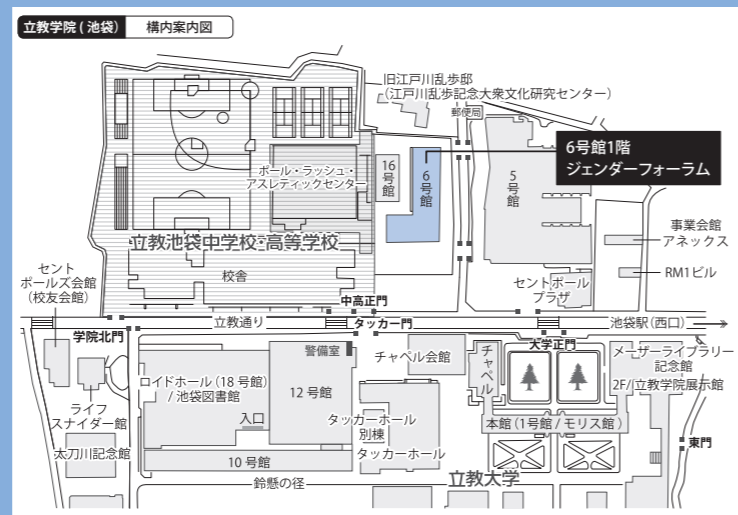 立教学院 ( 池袋) 構内案内図
旧江戸川乱歩邸
（江戸川乱歩記念大衆文化研究センター）
郵便局
6号館1階
ジェンダーフォーラム
16号館
6号館
5号館
ポール・ラッシュ・
アスレティックセンター
立教池袋中学校・高等学校
事業会館
アネックス
RM1ビル
セント
ポールズ会館
（校友会館）
校舎
セントポール
プラザ
中高正門
学院北門
立教通り
タッカー門
大学正門
池袋駅(西口)
警備室
チャペル会館
チャペル
メーザーライブラリー
記念館
2F/立教学院展示館
ロイドホール (18 号館)
/ 池袋図書館
12 号館
ライフ
スナイダー館
入口
タッカーホール
別棟
タッカーホール
本館 (1号館 / モリス館 )
東門
太刀川記念館
10 号館
鈴懸の径
立教大学